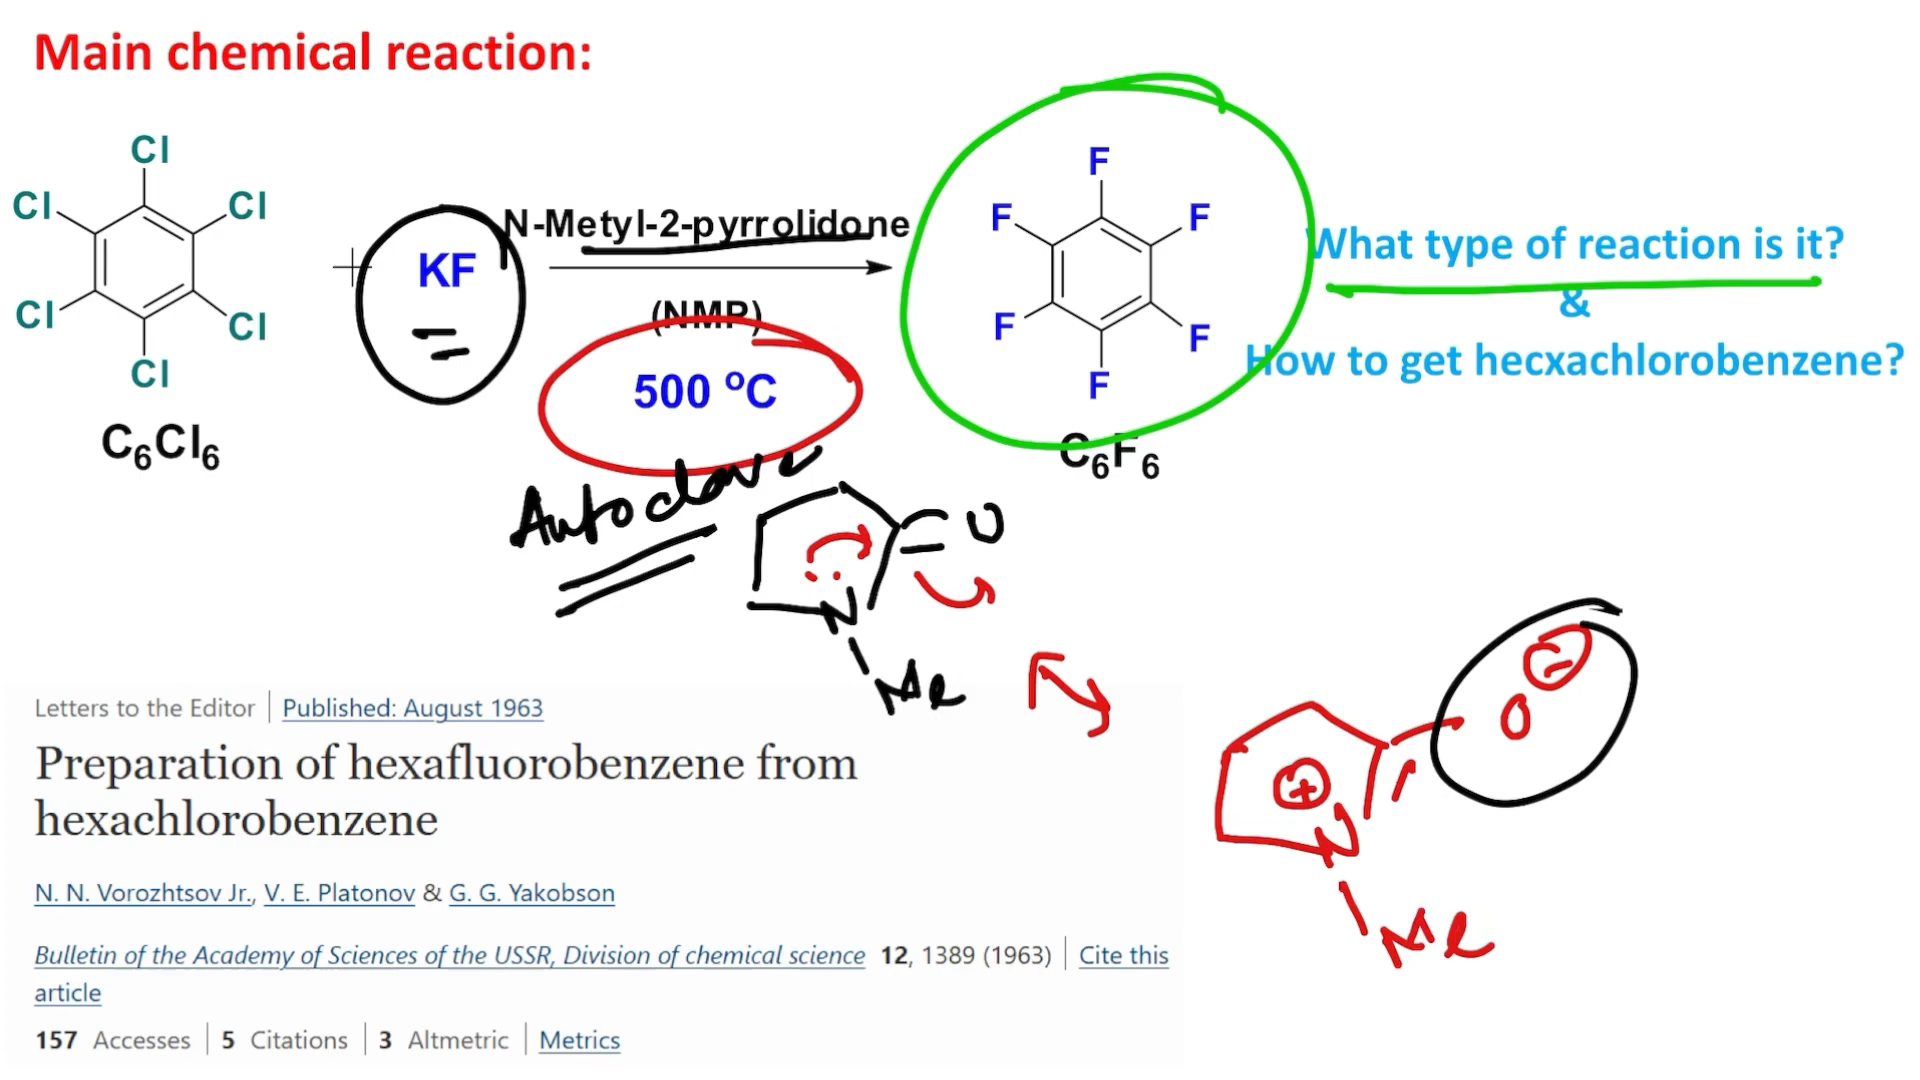 Main chemical reaction:
Cl
Cl
Cl
Cl
Cl
Cl
C6Cl6
+
KF
N-Metyl-2-pyrrolidone
(NMP)
500 °C
F
F
F
F
F
F
C6F6
What type of reaction is it?
&
How to get hecxachlorobenzene?
Autoclave
O
N
Me
O
N
Me
Letters to the Editor | Published: August 1963
Preparation of hexafluorobenzene from
hexachlorobenzene
N. N. Vorozhtsov Jr., V. E. Platonov & G. G. Yakobson
Bulletin of the Academy of Sciences of the USSR, Division of chemical science 12, 1389 (1963) | Cite this
article
157 Accesses | 5 Citations | 3 Altmetric | Metrics